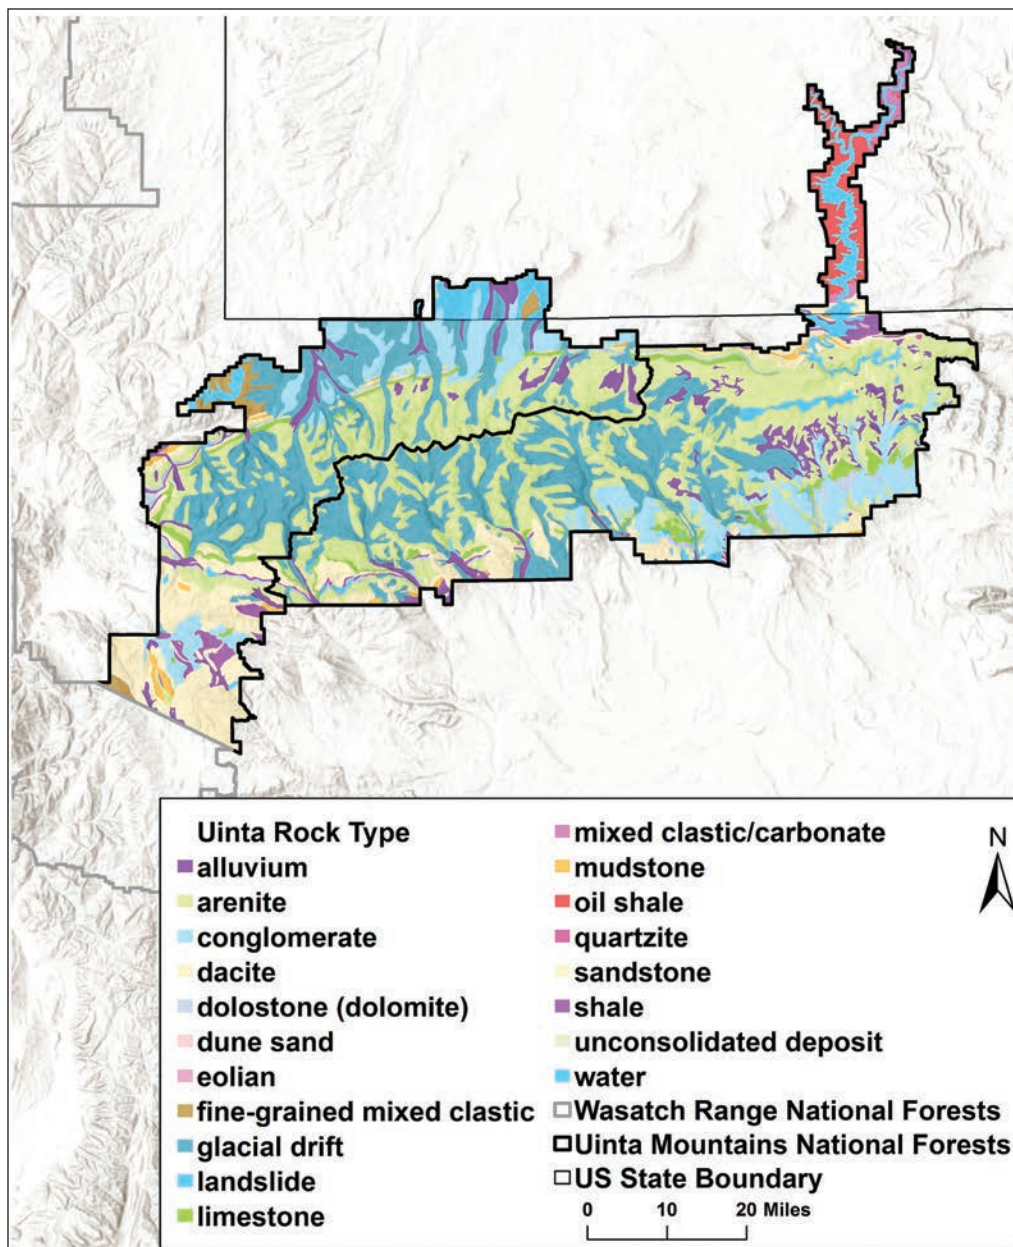 Uinta Rock Type
alluvium
arenite
conglomerate
dacite
dolostone (dolomite)
dune sand
eolian
fine-grained mixed clastic
glacial drift
landslide
limestone
mixed clastic/carbonate
mudstone
oil shale
quartzite
sandstone
shale
unconsolidated deposit
water
Wasatch Range National Forests
Uinta Mountains National Forests
US State Boundary
0 10 20 Miles
N